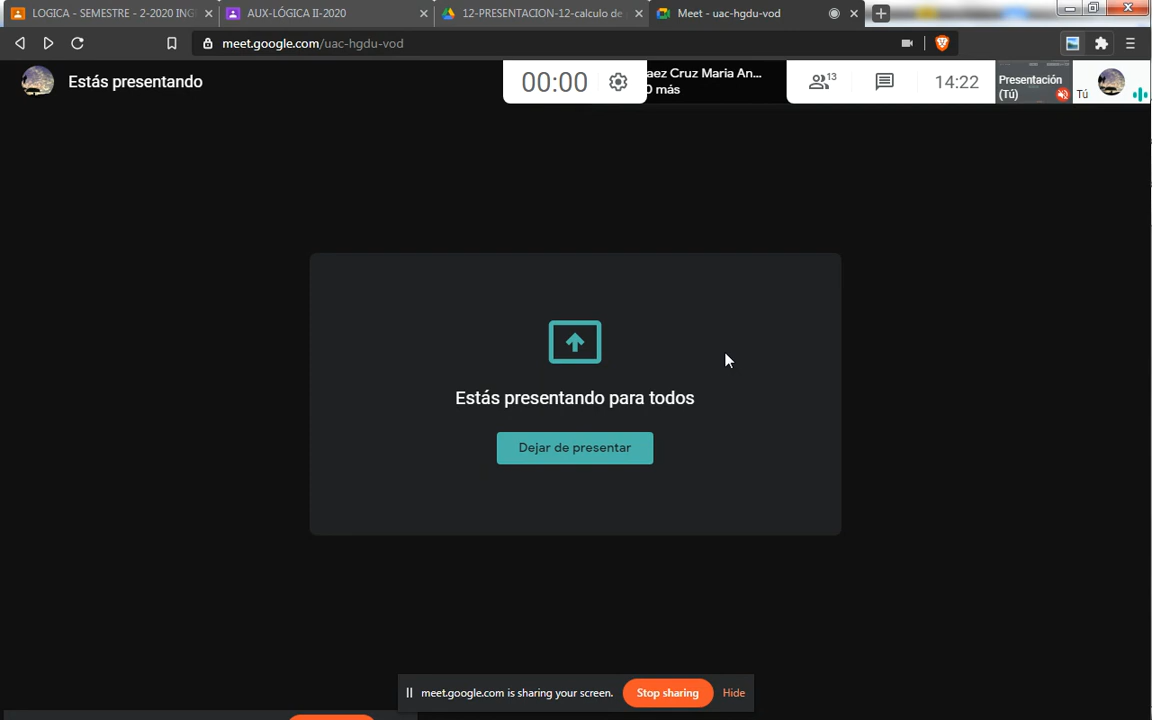 LOGICA - SEMESTRE - 2-2020 ING
AUX-LÓGICA II-2020
12-PRESENTACION-12-calculo de
Meet - uac-hgdu-vod
meet.google.com/uac-hgdu-vod
Estás presentando
00:00
aez Cruz Maria An...
0 más
13
14:22
Presentación
(Tú)
Tú
Estás presentando para todos
Dejar de presentar
meet.google.com is sharing your screen.
Stop sharing
Hide